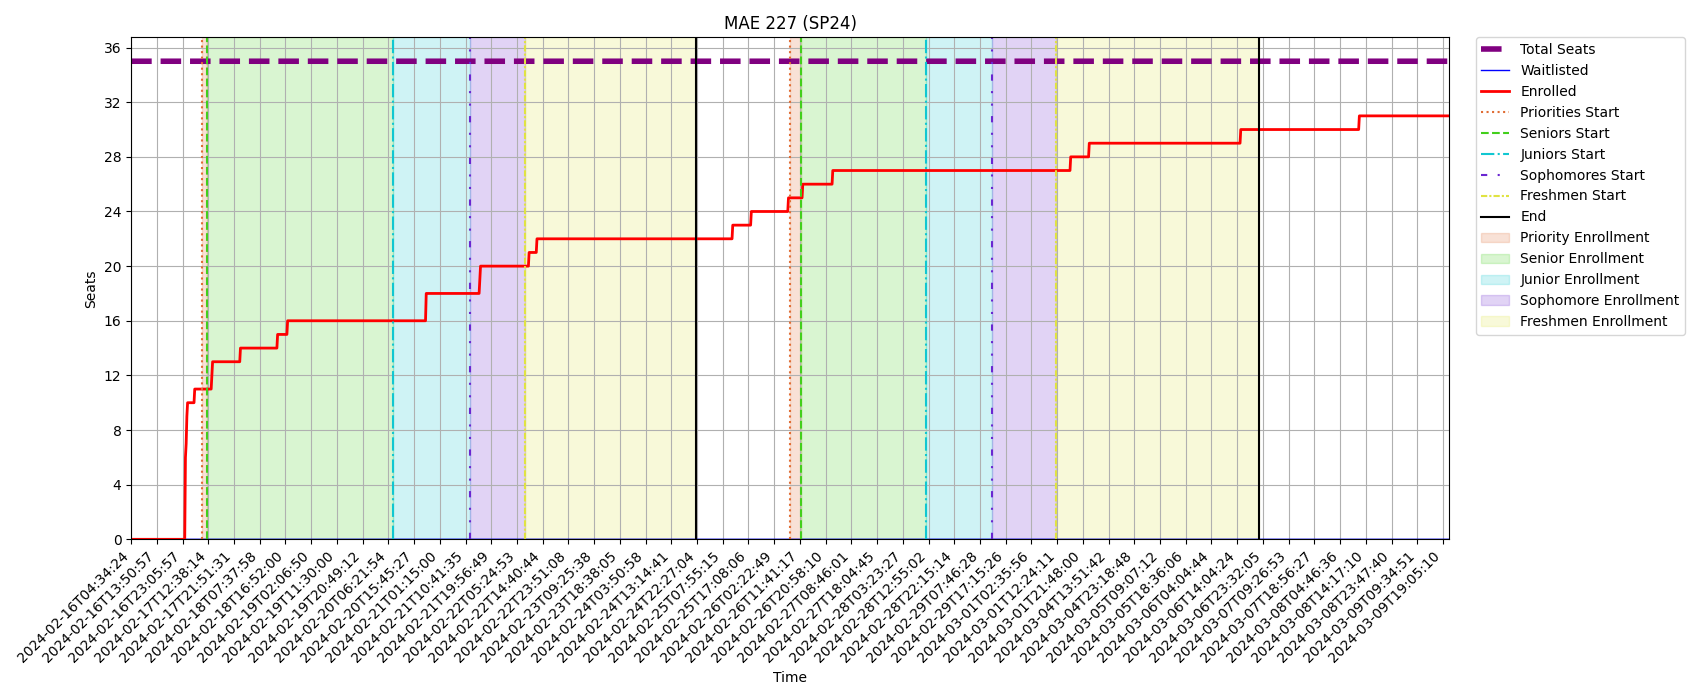 MAE 227 (SP24)
Seats
36
32
28
24
20
16
12
8
4
0
2024-02-16T04:34:24
2024-02-16T13:50:57
2024-02-16T23:05:57
2024-02-17T12:38:14
2024-02-17T21:51:31
2024-02-18T07:37:58
2024-02-18T16:52:00
2024-02-19T02:06:50
2024-02-19T11:30:00
2024-02-19T20:49:12
2024-02-20T06:21:54
2024-02-20T15:45:27
2024-02-21T01:15:00
2024-02-21T10:41:35
2024-02-21T19:56:49
2024-02-22T05:24:53
2024-02-22T14:40:44
2024-02-22T23:51:08
2024-02-23T09:25:38
2024-02-23T18:38:05
2024-02-24T03:50:58
2024-02-24T13:14:41
2024-02-24T22:27:04
2024-02-25T07:55:15
2024-02-25T17:08:06
2024-02-26T02:22:49
2024-02-26T11:41:17
2024-02-26T20:58:10
2024-02-27T08:46:01
2024-02-27T18:04:45
2024-02-28T03:23:27
2024-02-28T12:55:02
2024-02-28T22:15:14
2024-02-29T07:46:28
2024-02-29T17:15:26
2024-03-01T02:35:56
2024-03-01T12:24:11
2024-03-01T21:48:00
2024-03-04T13:51:42
2024-03-04T23:18:48
2024-03-05T09:07:12
2024-03-05T18:36:06
2024-03-06T04:04:44
2024-03-06T14:04:24
2024-03-06T23:32:05
2024-03-07T09:26:53
2024-03-07T18:56:27
2024-03-08T04:46:36
2024-03-08T14:17:10
2024-03-08T23:47:40
2024-03-09T09:34:51
2024-03-09T19:05:10
Time
Total Seats
Waitlisted
Enrolled
Priorities Start
Seniors Start
Juniors Start
Sophomores Start
Freshmen Start
End
Priority Enrollment
Senior Enrollment
Junior Enrollment
Sophomore Enrollment
Freshmen Enrollment